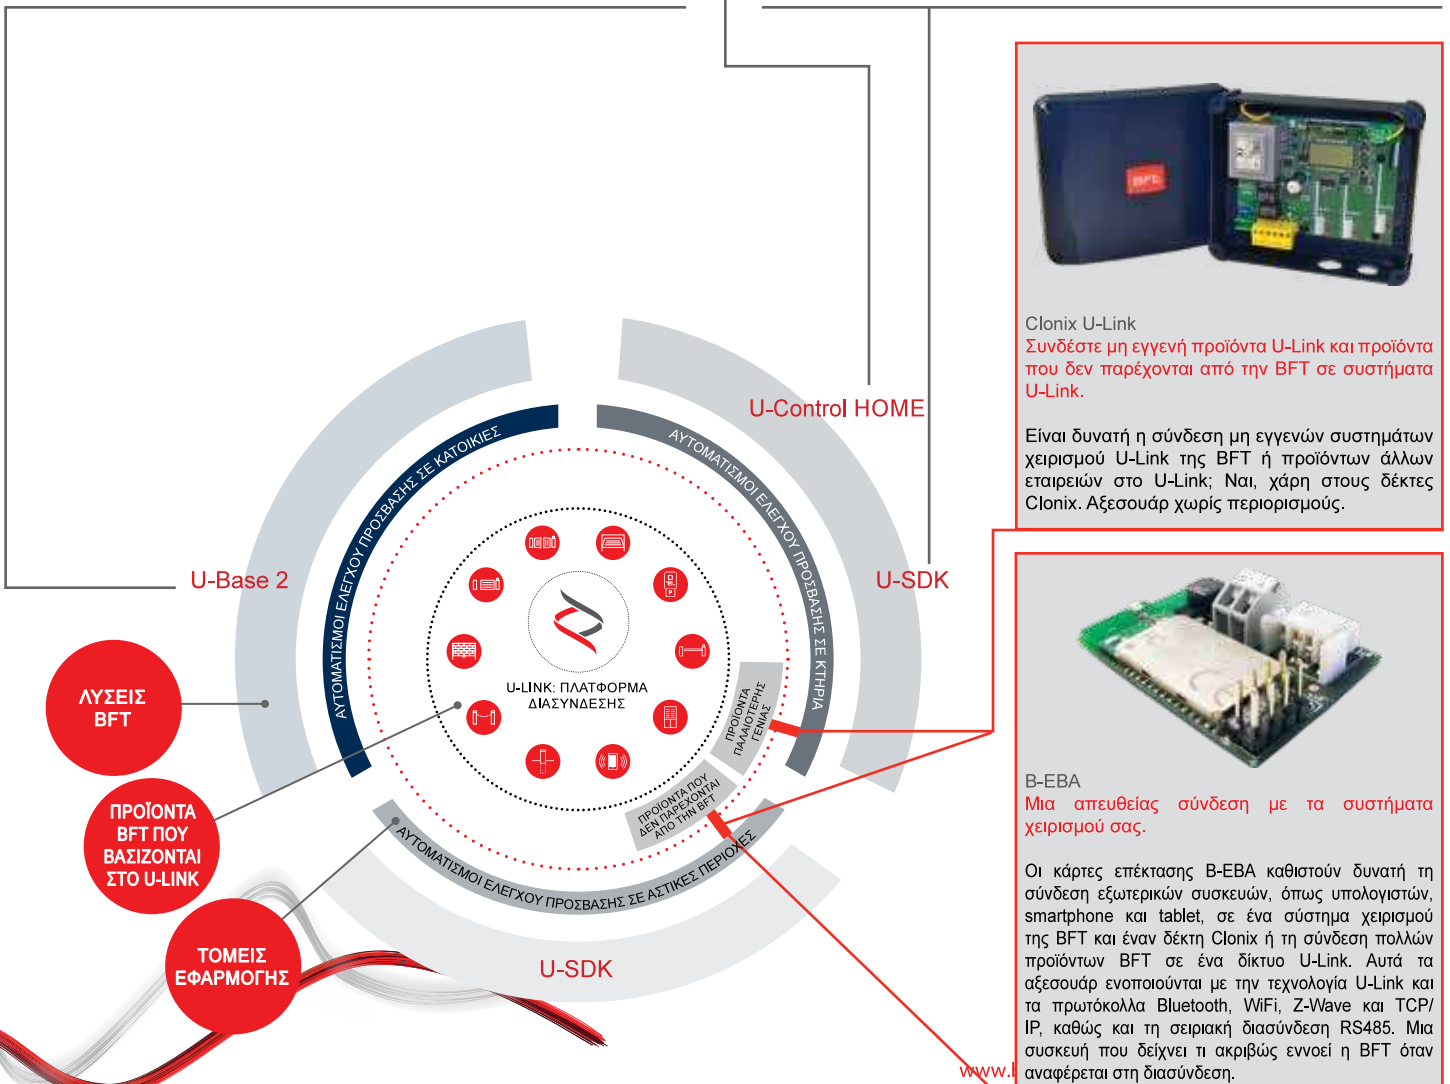 BFT
Clonix U-Link
Συνδέστε μη εγγενή προϊόντα U-Link και προϊόντα
που δεν παρέχονται από την BFT σε συστήματα
U-Link.
Είναι δυνατή η σύνδεση μη εγγενών συστημάτων
χειρισμού U-Link της BFT ή προϊόντων άλλων
εταιρειών στο U-Link; Ναι, χάρη στους δέκτες
Clonix. Αξεσουάρ χωρίς περιορισμούς.
U-Control HOME
ΑΥΤΟΜΑΤΙΣΜΟΙ ΕΛΕΓΧΟΥ ΠΡΟΣΒΑΣΗΣ ΣΕ ΚΑΤΟΙΚΙΕΣ
ΑΥΤΟΜΑΤΙΣΜΟΙ ΕΛΕΓΧΟΥ ΠΡΟΣΒΑΣΗΣ ΣΕ ΚΤΗΡΙΑ
U-Base 2
U-SDK
P
U-LINK: ΠΛΑΤΦΟΡΜΑ
ΔΙΑΣΥΝΔΕΣΗΣ
ΠΡΟΪΟΝΤΑ
ΠΑΛΑΙΟΤΕΡΗΣ
ΓΕΝΙΑΣ
ΠΡΟΪΟΝΤΑ ΠΟΥ
ΔΕΝ ΠΑΡΕΧΟΝΤΑΙ
ΑΠΟ ΤΗΝ BFT
ΑΥΤΟΜΑΤΙΣΜΟΙ ΕΛΕΓΧΟΥ ΠΡΟΣΒΑΣΗΣ ΣΕ ΑΣΤΙΚΕΣ ΠΕΡΙΟΧΕΣ
U-SDK
ΛΥΣΕΙΣ
BFT
ΠΡΟΪΟΝΤΑ
BFT ΠΟΥ
ΒΑΣΙΖΟΝΤΑΙ
ΣΤΟ U-LINK
ΤΟΜΕΙΣ
ΕΦΑΡΜΟΓΗΣ
B-EBA
Μια απευθείας σύνδεση με τα συστήματα
χειρισμού σας.
Οι κάρτες επέκτασης B-EBA καθιστούν δυνατή τη
σύνδεση εξωτερικών συσκευών, όπως υπολογιστών,
smartphone και tablet, σε ένα σύστημα χειρισμού
της BFT και έναν δέκτη Clonix ή τη σύνδεση πολλών
προϊόντων BFT σε ένα δίκτυο U-Link. Αυτά τα
αξεσουάρ ενοποιούνται με την τεχνολογία U-Link και
τα πρωτόκολλα Bluetooth, WiFi, Z-Wave και TCP/
IP, καθώς και τη σειριακή διασύνδεση RS485. Μια
συσκευή που δείχνει τι ακριβώς εννοεί η BFT όταν
αναφέρεται στη διασύνδεση.
www.